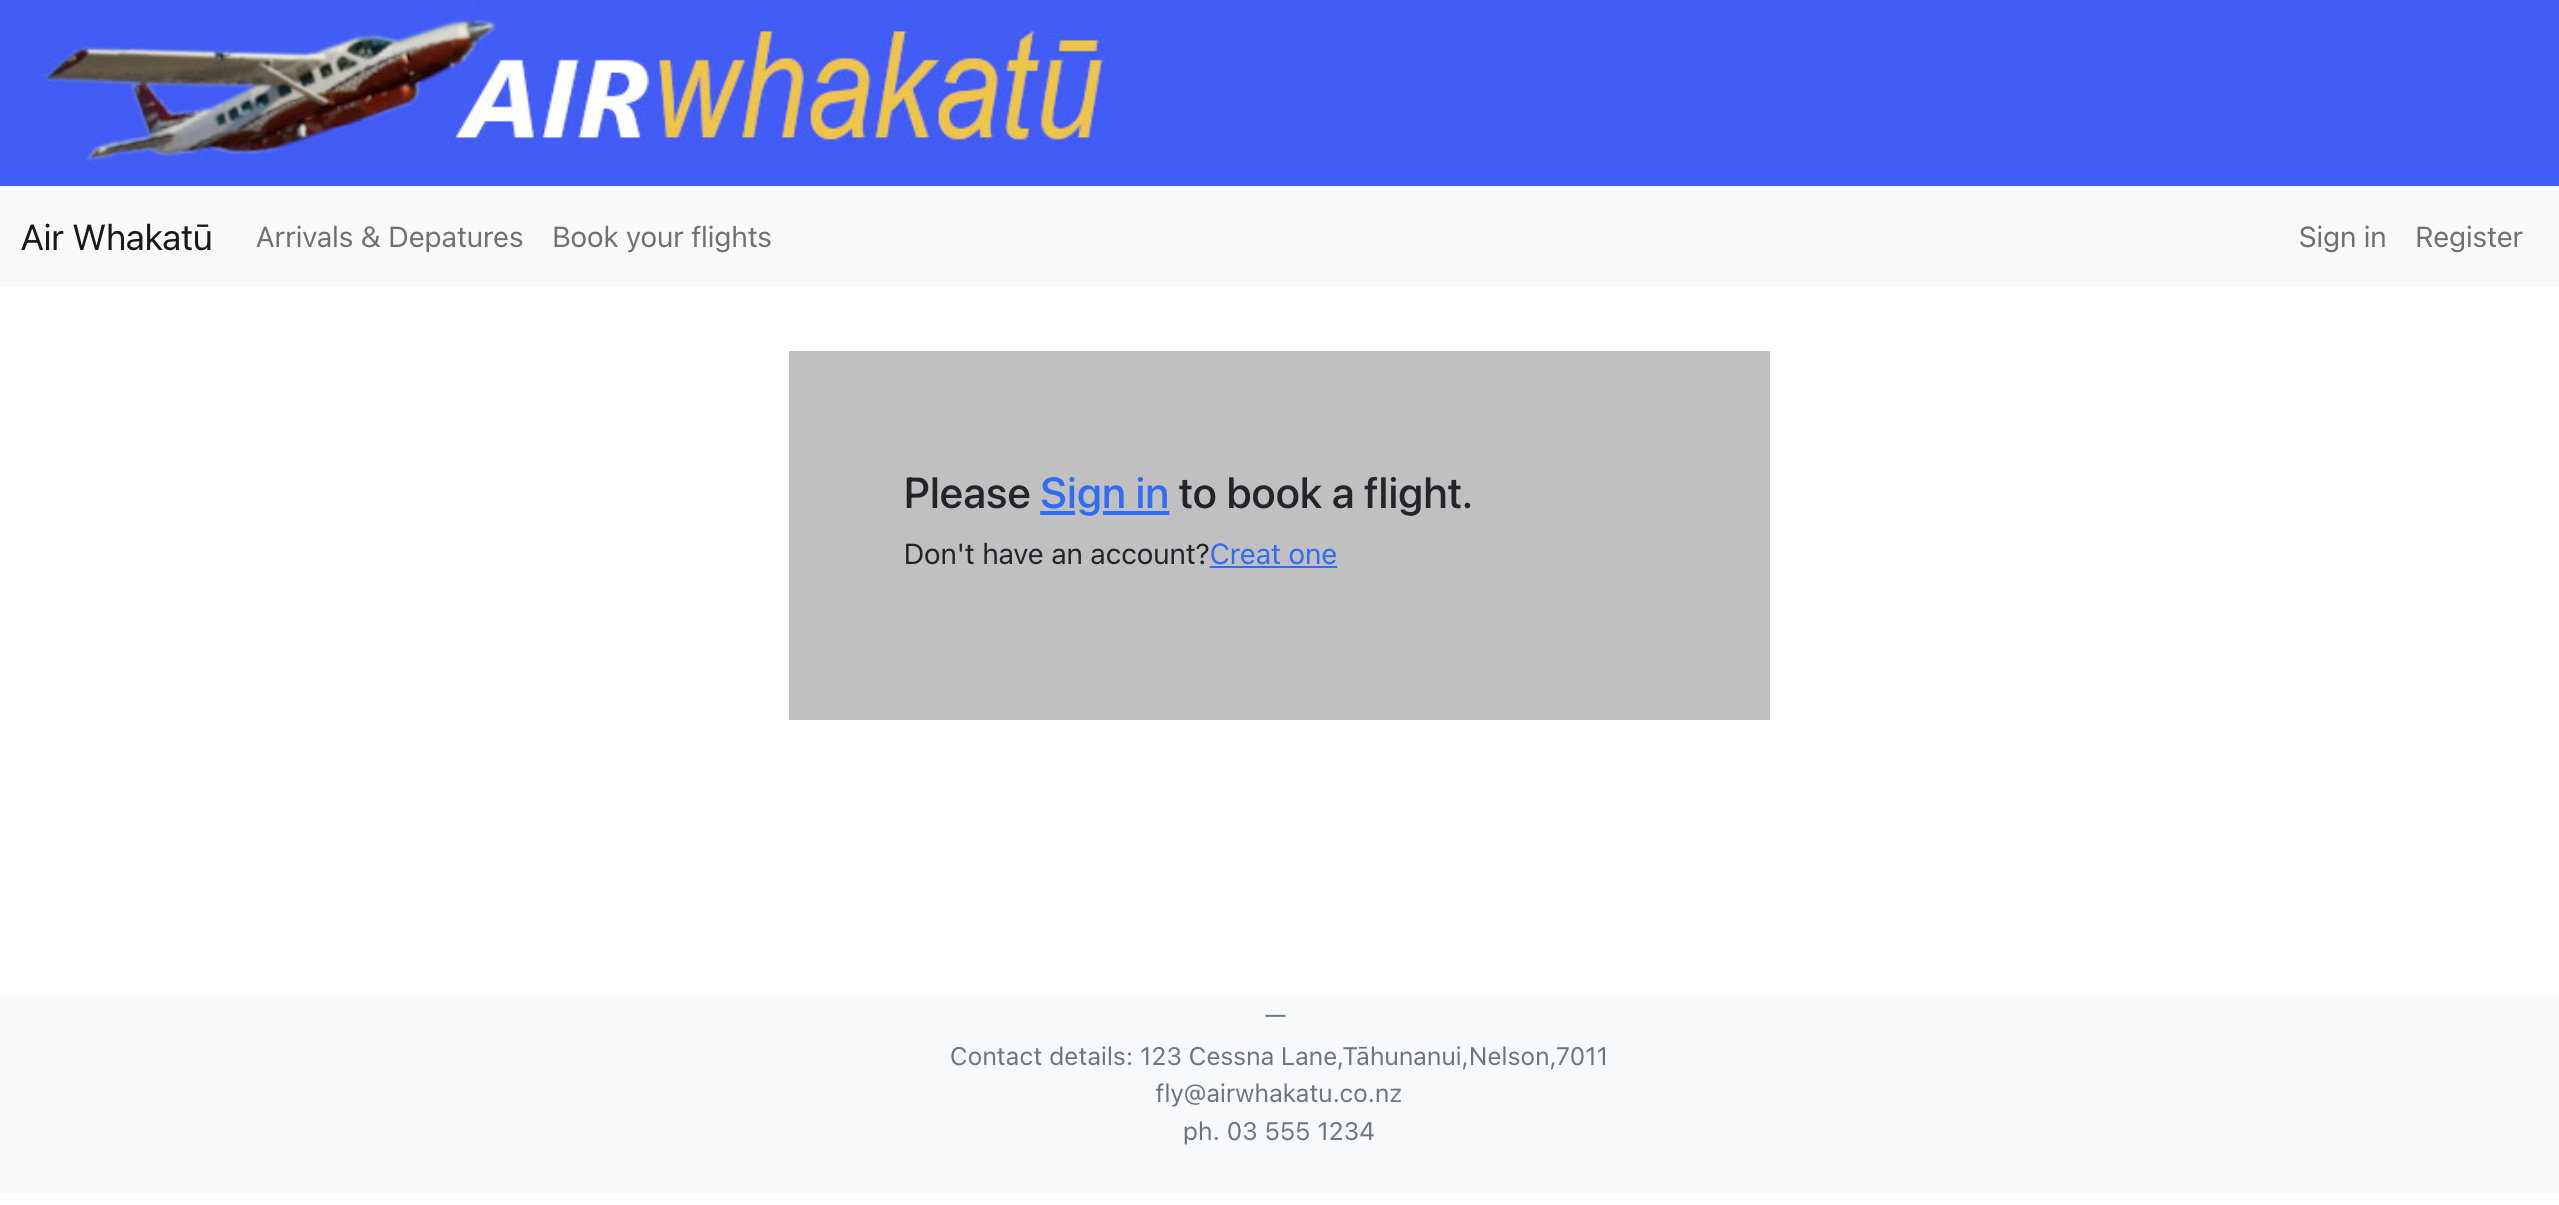 AIRwhakatū
Air Whakatū Arrivals & Depatures Book your flights Sign in Register
Please Sign in to book a flight.
Don't have an account?Creat one
—
Contact details: 123 Cessna Lane,Tāhunanui,Nelson,7011
fly@airwhakatu.co.nz
ph. 03 555 1234